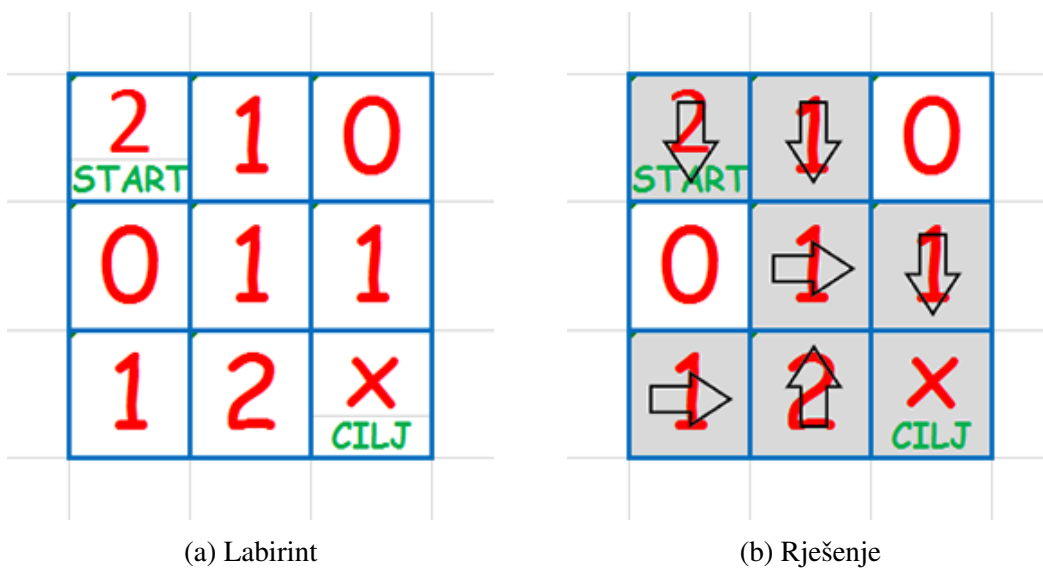 2 1 0
START
0 1 1
1 2 X
CILJ
(a) Labirint
2 1 0
START
0 1 1
1 2 X
CILJ
(b) Rješenje